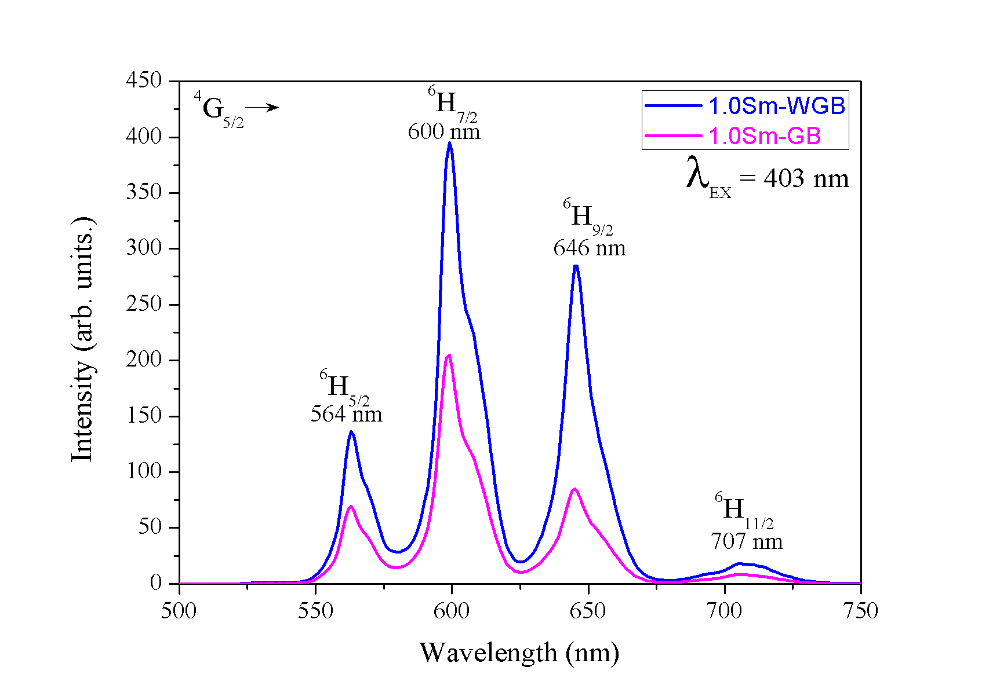 450
400
350
300
250
200
150
100
50
0
Intensity (arb. units.)
⁴G₅/₂ →
⁶H₅/₂
564 nm
⁶H₇/₂
600 nm
⁶H₉/₂
646 nm
⁶H₁₁/₂
707 nm
1.0Sm-WGB
1.0Sm-GB
λEX = 403 nm
500 550 600 650 700 750
Wavelength (nm)